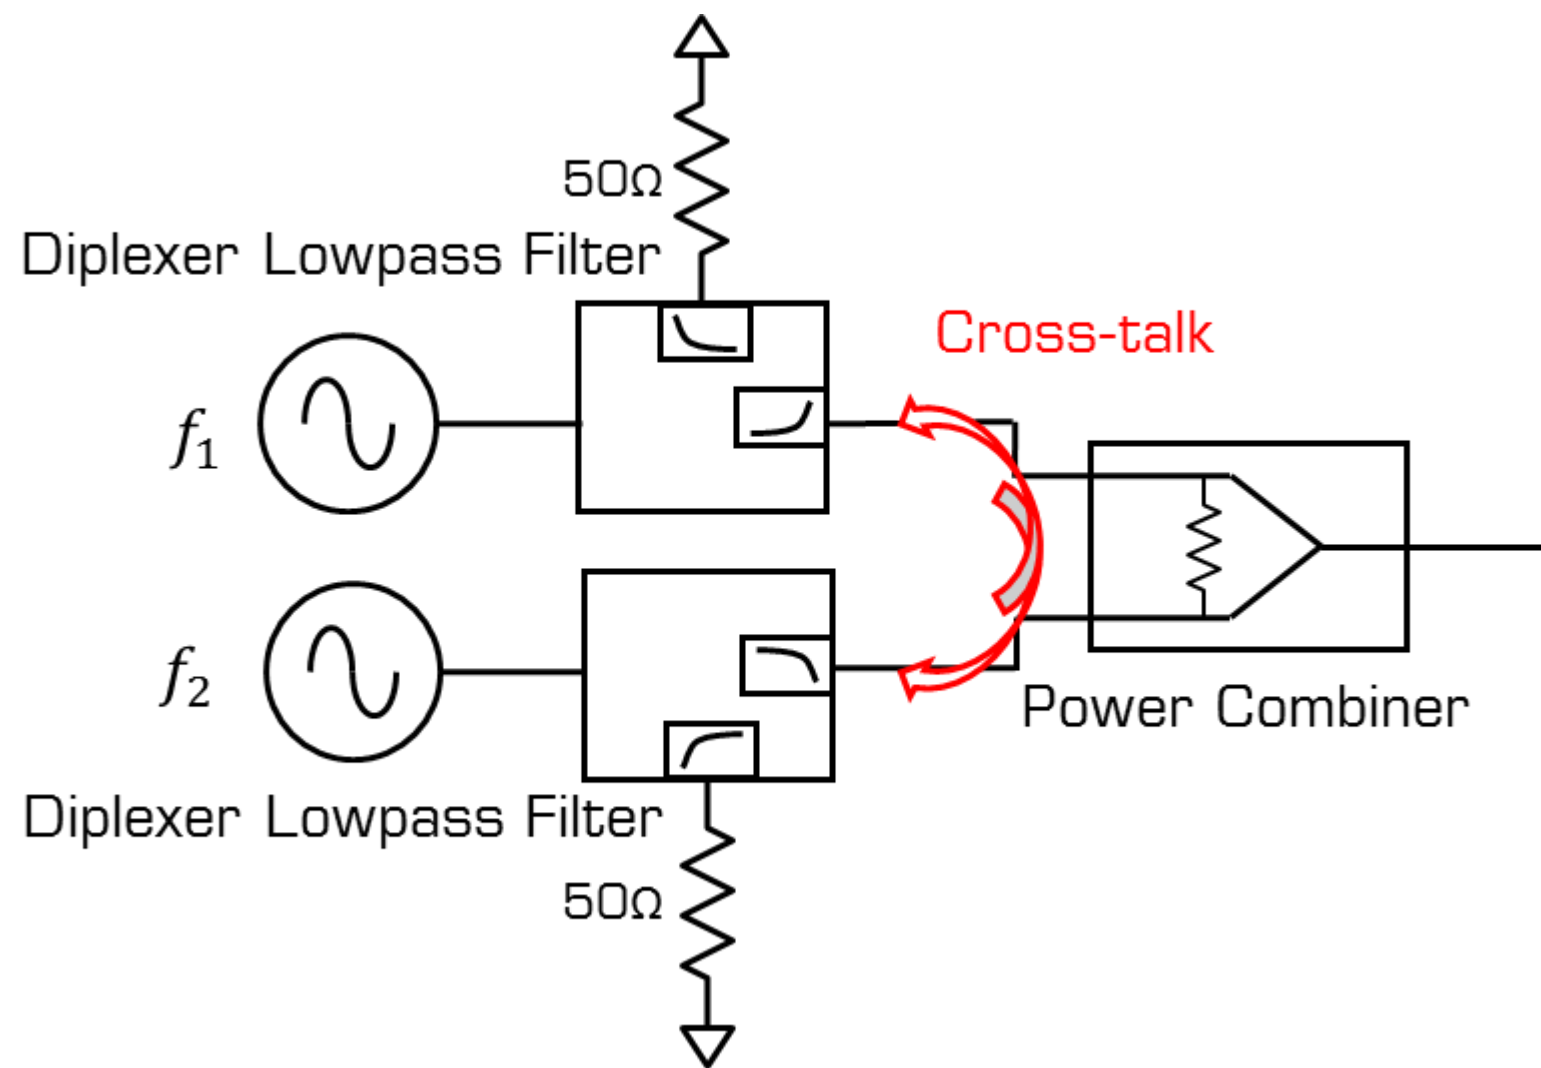 50Ω
Diplexer Lowpass Filter
Cross-talk
f1
f2
Power Combiner
Diplexer Lowpass Filter
50Ω